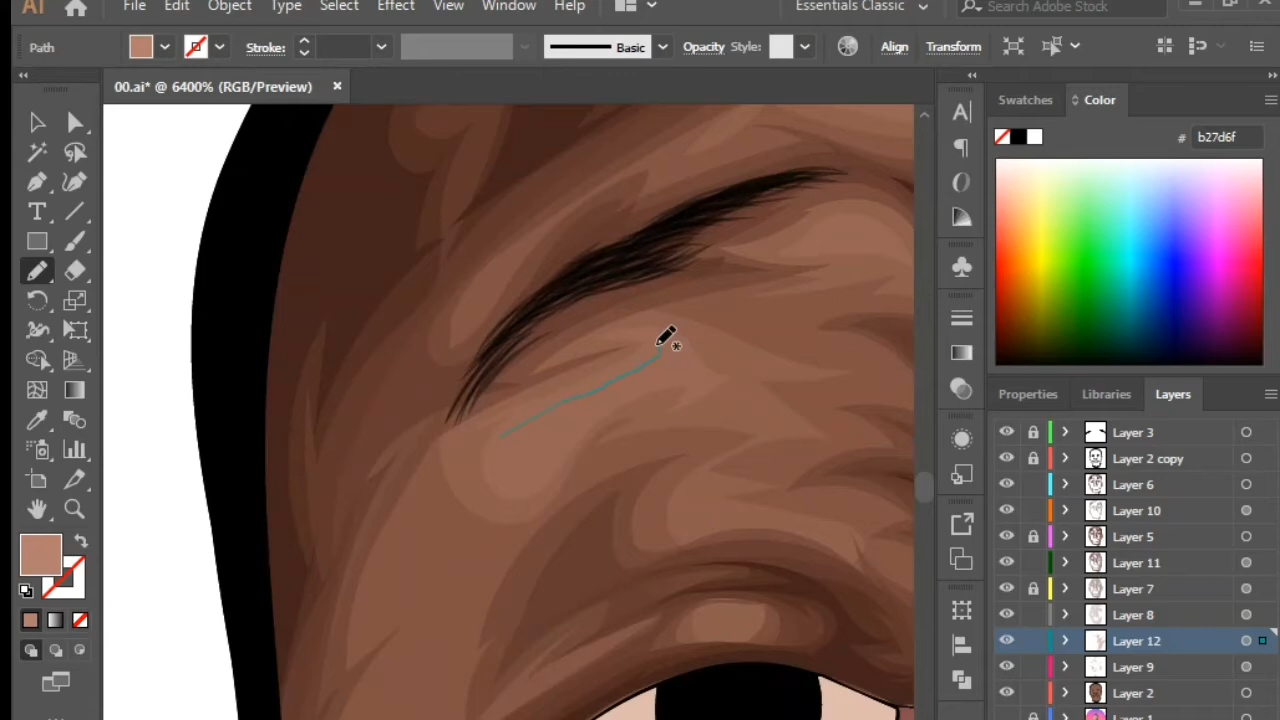 Ai File Edit Object Type Select Effect View Window Help Essentials Classic Search Adobe Stock
Path Stroke: Basic Opacity Style: Align Transform
00.ai* @ 6400% (RGB/Preview) ×
Swatches Color
# b27d6f
Properties Libraries Layers
Layer 3
Layer 2 copy
Layer 6
Layer 10
Layer 5
Layer 11
Layer 7
Layer 8
Layer 12
Layer 9
Layer 2
Layer 1